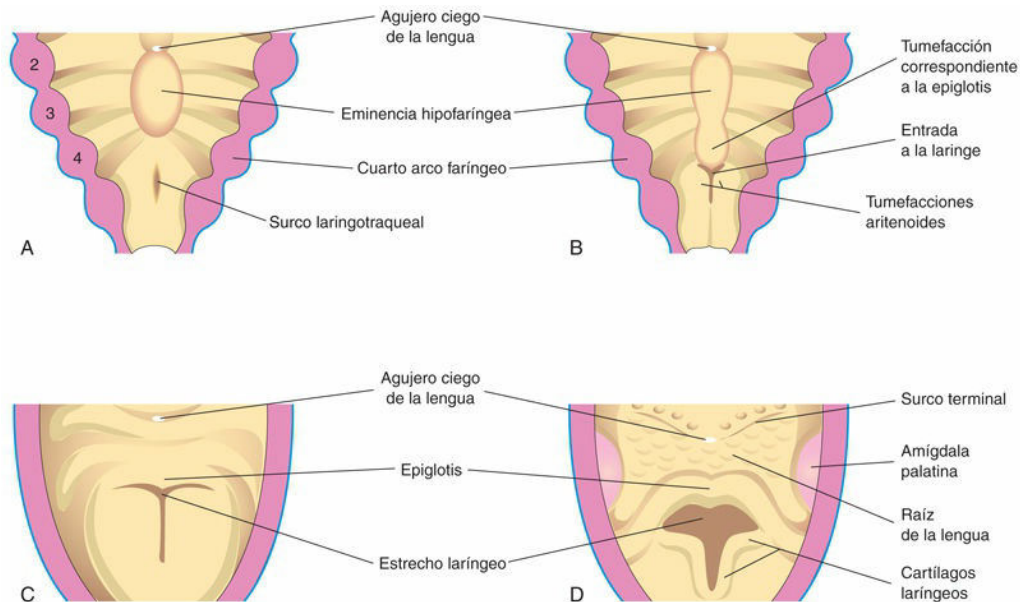 Agujero ciego
de la lengua
2
3
4
Eminencia hipofaríngea
Cuarto arco faríngeo
Surco laringotraqueal
A
Tumefacción
correspondiente
a la epiglotis
Entrada
a la laringe
Tumefacciones
aritenoides
B
Agujero ciego
de la lengua
Epiglotis
Estrecho laríngeo
C
Surco terminal
Amígdala
palatina
Raíz
de la lengua
Cartílagos
laríngeos
D